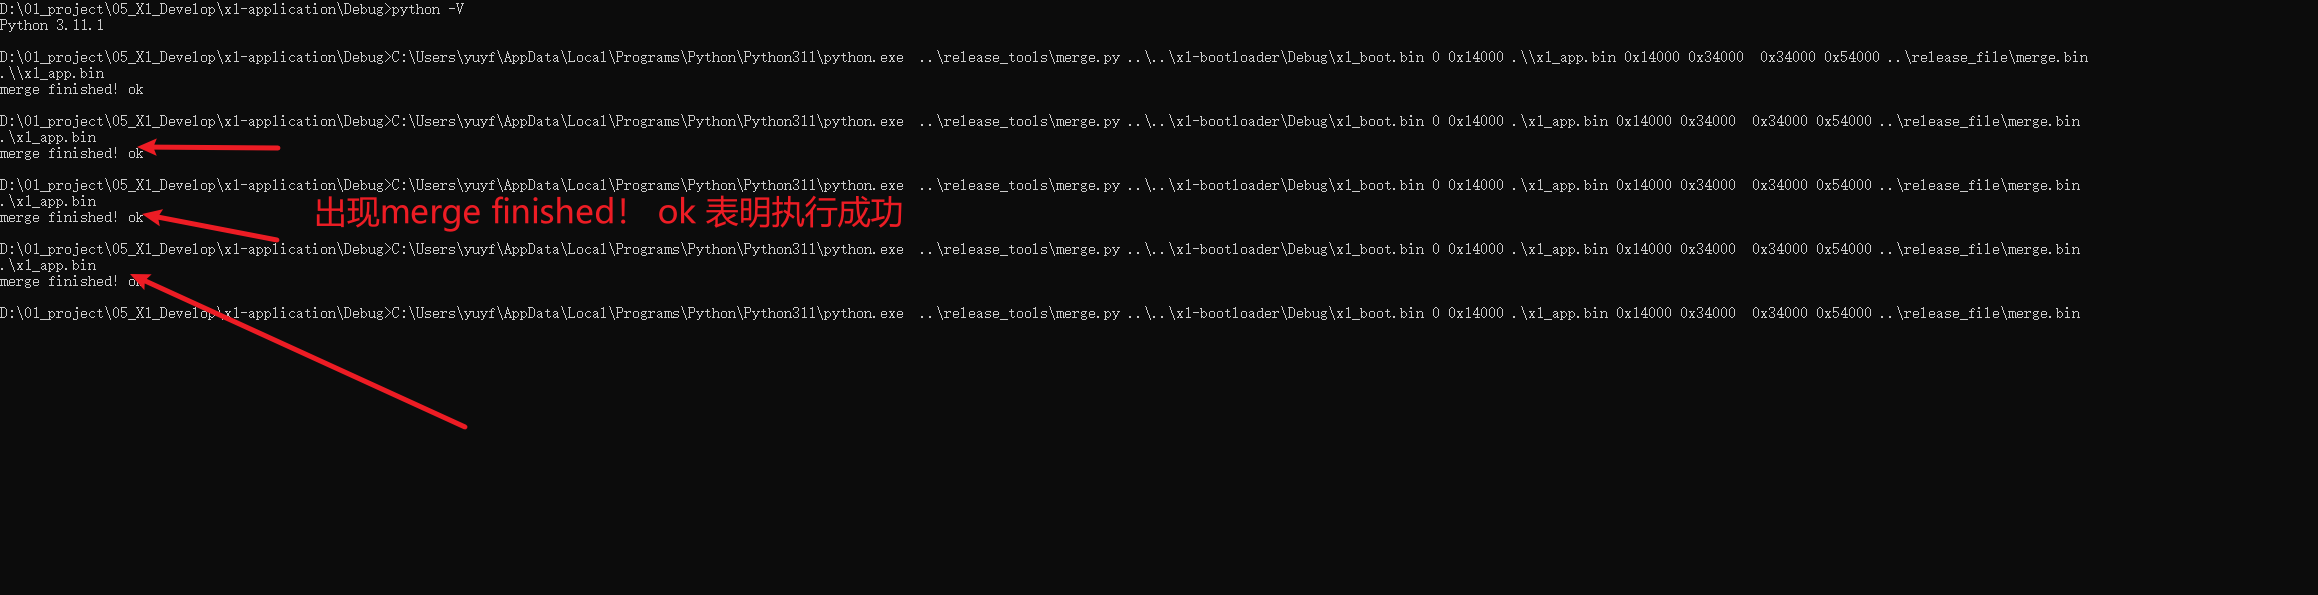 D:\01_project\05_X1_Develop\x1-application\Debug>python -V
Python 3.11.1
D:\01_project\05_X1_Develop\x1-application\Debug>C:\Users\yuyf\AppData\Local\Programs\Python\Python311\python.exe  ..\release_tools\merge.py ..\..\x1-bootloader\Debug\x1_boot.bin 0 0x14000 .\\x1_app.bin 0x14000 0x34000  0x34000 0x54000 ..\release_file\merge.bin
.\\x1_app.bin
merge finished! ok
D:\01_project\05_X1_Develop\x1-application\Debug>C:\Users\yuyf\AppData\Local\Programs\Python\Python311\python.exe  ..\release_tools\merge.py ..\..\x1-bootloader\Debug\x1_boot.bin 0 0x14000 .\x1_app.bin 0x14000 0x34000  0x34000 0x54000 ..\release_file\merge.bin
.\x1_app.bin
merge finished! ok
D:\01_project\05_X1_Develop\x1-application\Debug>C:\Users\yuyf\AppData\Local\Programs\Python\Python311\python.exe  ..\release_tools\merge.py ..\..\x1-bootloader\Debug\x1_boot.bin 0 0x14000 .\x1_app.bin 0x14000 0x34000  0x34000 0x54000 ..\release_file\merge.bin
.\x1_app.bin
merge finished! ok
出现merge finished！ ok 表明执行成功
D:\01_project\05_X1_Develop\x1-application\Debug>C:\Users\yuyf\AppData\Local\Programs\Python\Python311\python.exe  ..\release_tools\merge.py ..\..\x1-bootloader\Debug\x1_boot.bin 0 0x14000 .\x1_app.bin 0x14000 0x34000  0x34000 0x54000 ..\release_file\merge.bin
.\x1_app.bin
merge finished! ok
D:\01_project\05_X1_Develop\x1-application\Debug>C:\Users\yuyf\AppData\Local\Programs\Python\Python311\python.exe  ..\release_tools\merge.py ..\..\x1-bootloader\Debug\x1_boot.bin 0 0x14000 .\x1_app.bin 0x14000 0x34000  0x34000 0x54000 ..\release_file\merge.bin